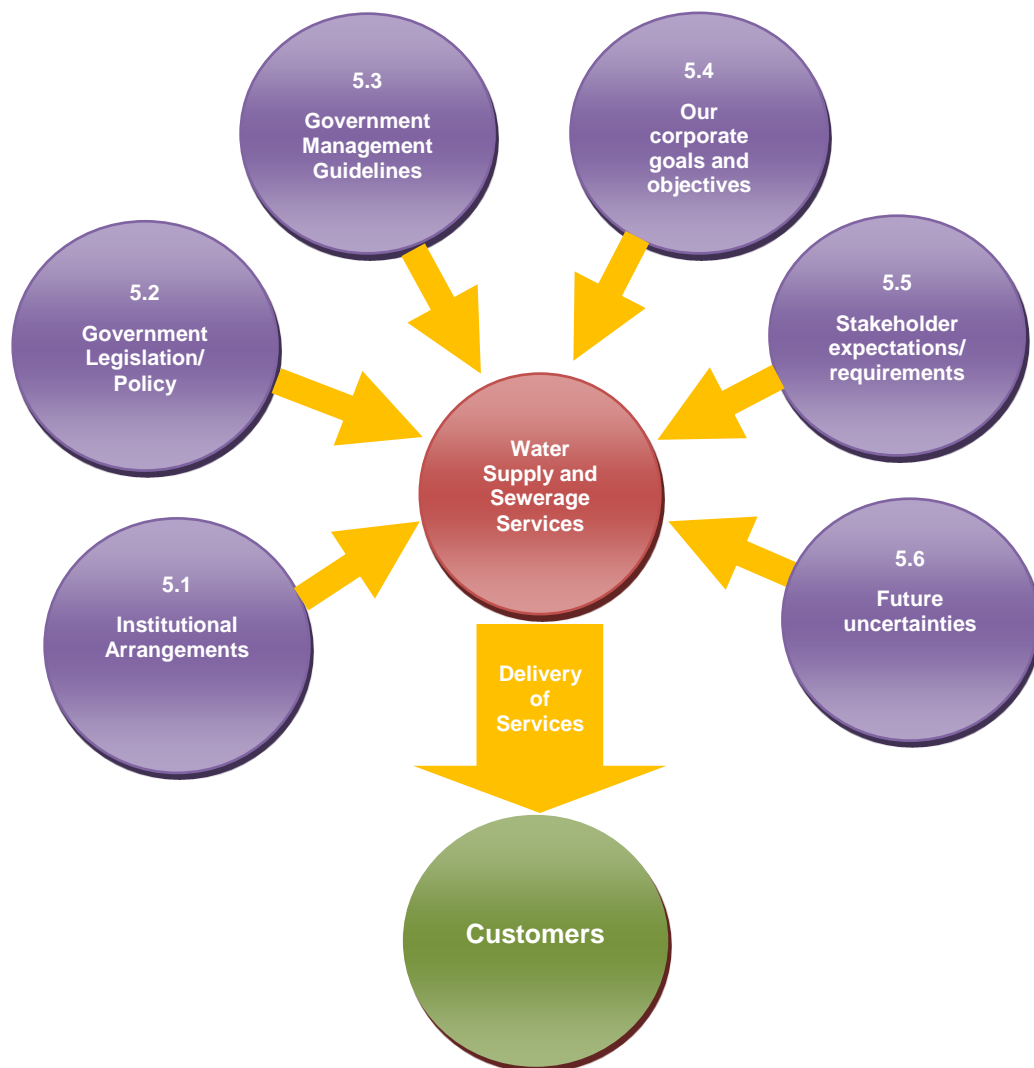 5.3
Government
Management
Guidelines
5.4
Our
corporate
goals and
objectives
5.2
Government
Legislation/
Policy
5.5
Stakeholder
expectations/
requirements
Water
Supply and
Sewerage
Services
5.1
Institutional
Arrangements
5.6
Future
uncertainties
Delivery
of
Services
Customers